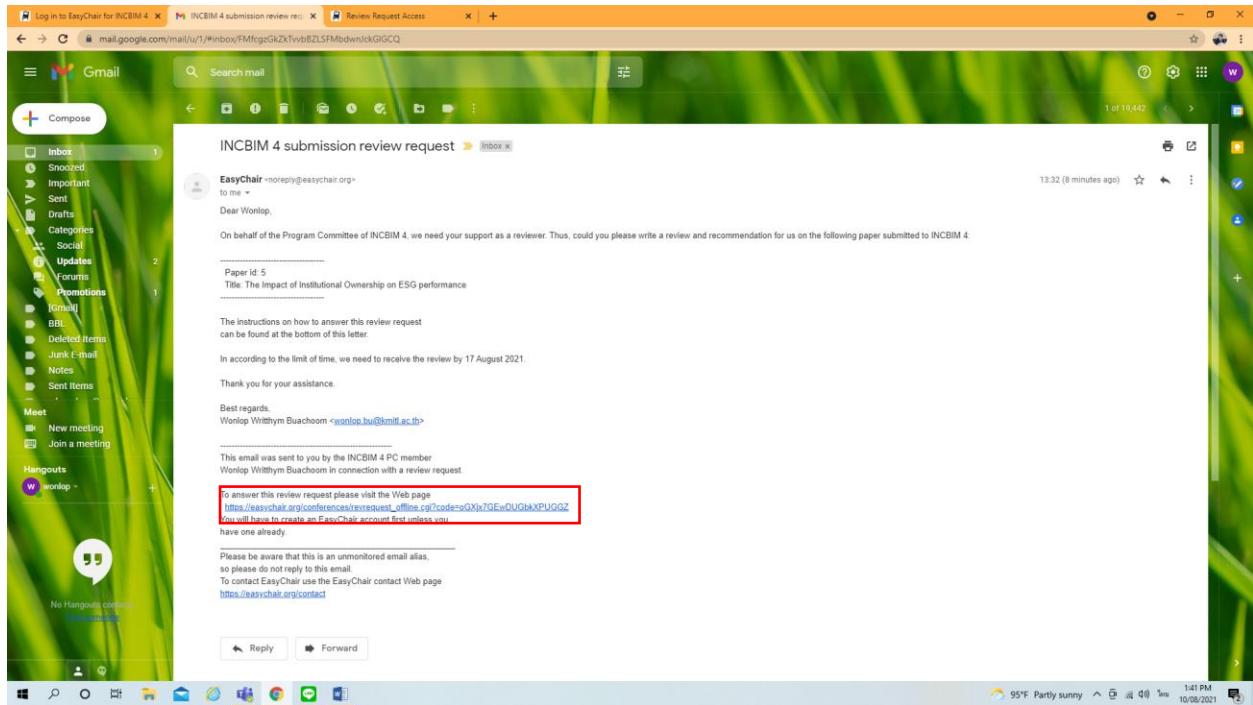 Log in to EasyChair for INCBIM 4
INCBIM 4 submission review req
Review Request Access
mail.google.com/mail/u/1/#inbox/
Gmail
Search mail
Compose
1 of 19,442
Inbox 1
Snoozed
Important
Sent
Drafts
Categories
Social
Updates 2
Forums
Promotions 1
[Gmail]
BBL
Deleted Items
Junk E-mail
Notes
Sent Items
Meet
New meeting
Join a meeting
Hangouts
wonlop
No Hangouts
INCBIM 4 submission review request Inbox x
EasyChair <noreply@easychair.org>
13:32 (8 minutes ago)
to me
Dear Wonlop,
On behalf of the Program Committee of INCBIM 4, we need your support as a reviewer. Thus, could you please write a review and recommendation for us on the following paper submitted to INCBIM 4:
Paper id: 5
Title: The Impact of Institutional Ownership on ESG performance
The instructions on how to answer this review request
can be found at the bottom of this letter.
In according to the limit of time, we need to receive the review by 17 August 2021.
Thank you for your assistance.
Best regards,
Wonlop Writthym Buachoom <wonlop.bu@kmitl.ac.th>
This email was sent to you by the INCBIM 4 PC member
Wonlop Writthym Buachoom in connection with a review request.
To answer this review request please visit the Web page
https://easychair.org/conferences/revrequest_offline.cgi?code=oGXjx7GEwDUGbkXPUGGZ
You will have to create an EasyChair account first unless you
have one already.
Please be aware that this is an unmonitored email alias,
so please do not reply to this email.
To contact EasyChair use the EasyChair contact Web page
https://easychair.org/contact
Reply
Forward
95°F Partly sunny
ไทย
1:41 PM
10/08/2021